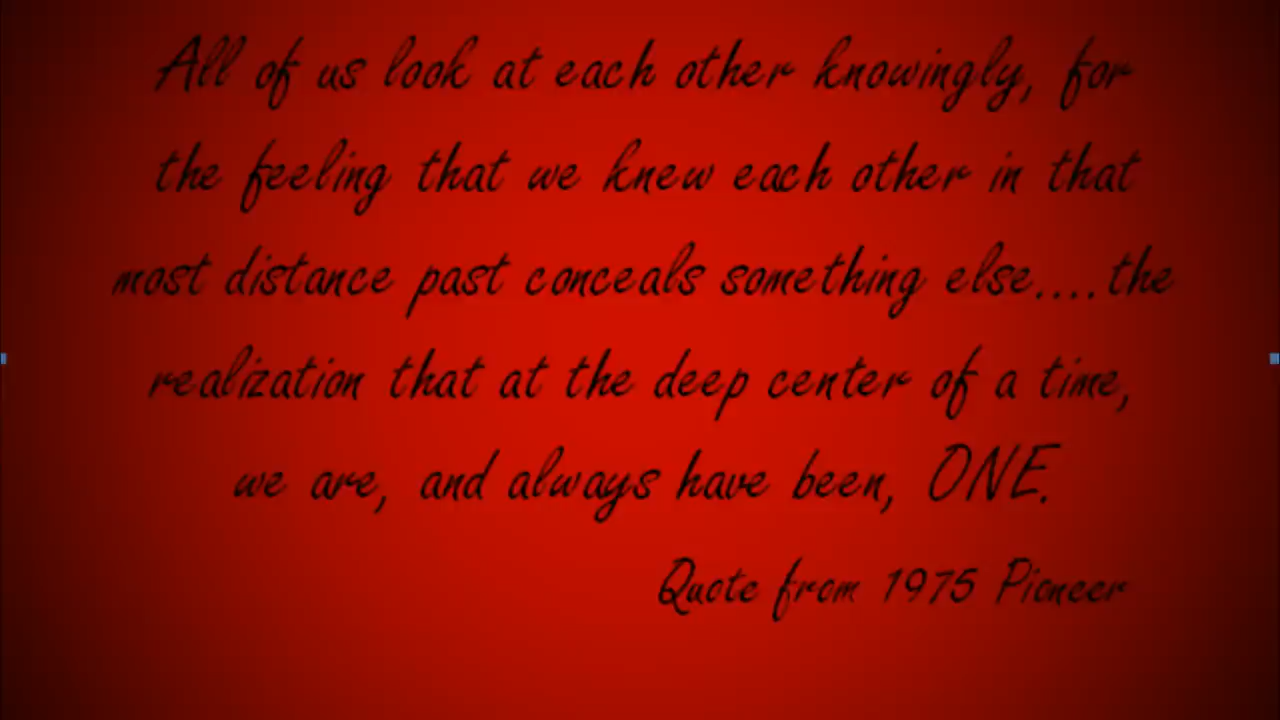 All of us look at each other knowingly, for
the feeling that we knew each other in that
most distance past conceals something else....the
realization that at the deep center of a time,
we are, and always have been, ONE.
Quote from 1975 Pioneer